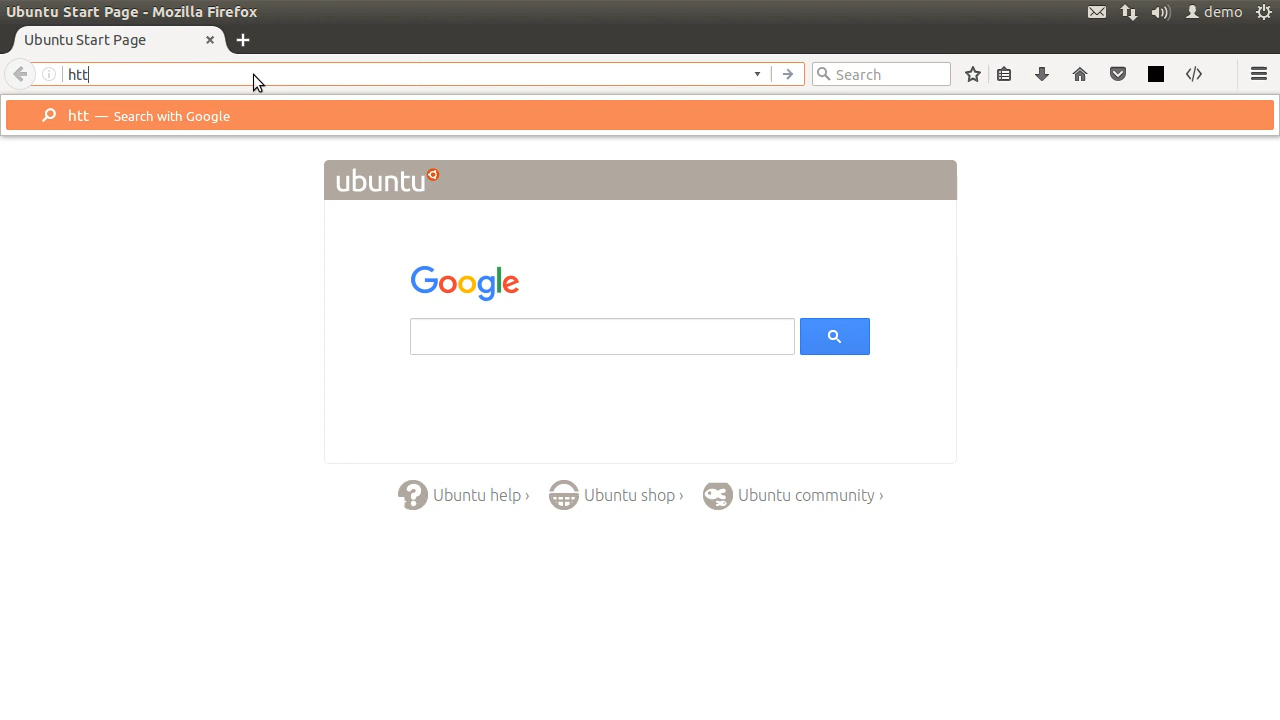 Ubuntu Start Page - Mozilla Firefox
demo
Ubuntu Start Page
htt
Search
htt — Search with Google
ubuntu
Google
Ubuntu help ›
Ubuntu shop ›
Ubuntu community ›